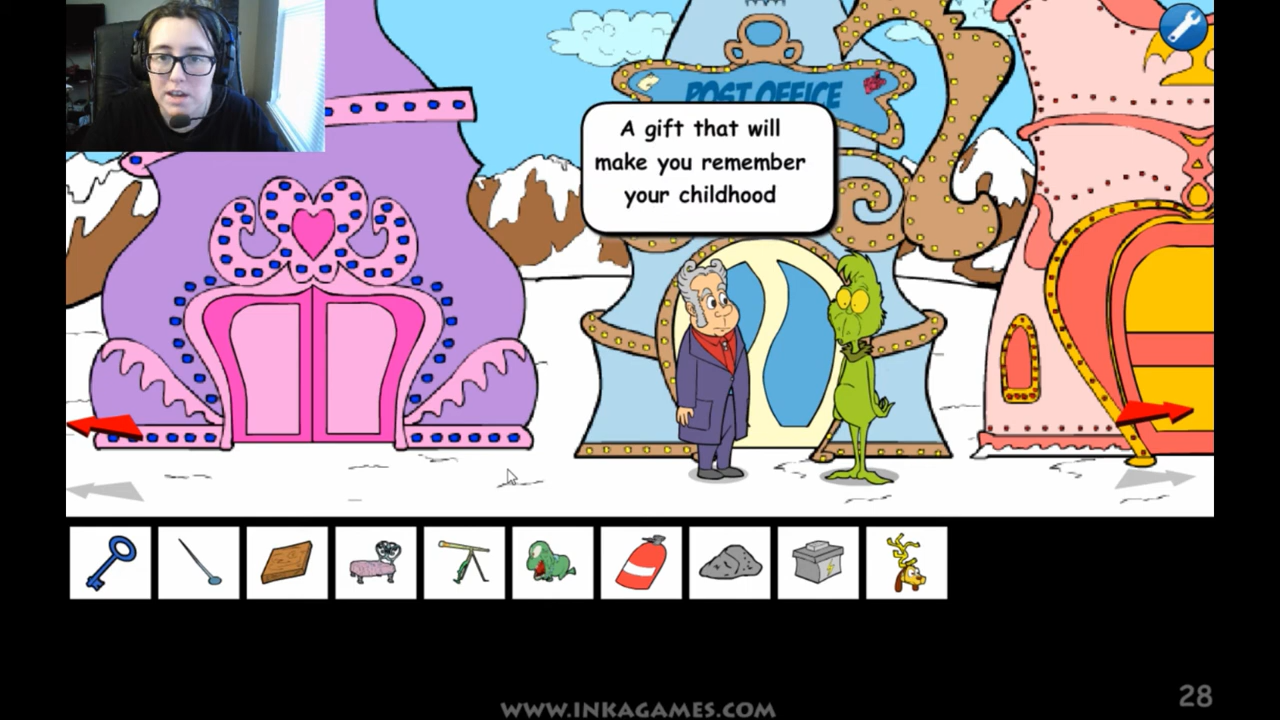 POST OFFICE
A gift that will
make you remember
your childhood
28
WWW.INKAGAMES.COM